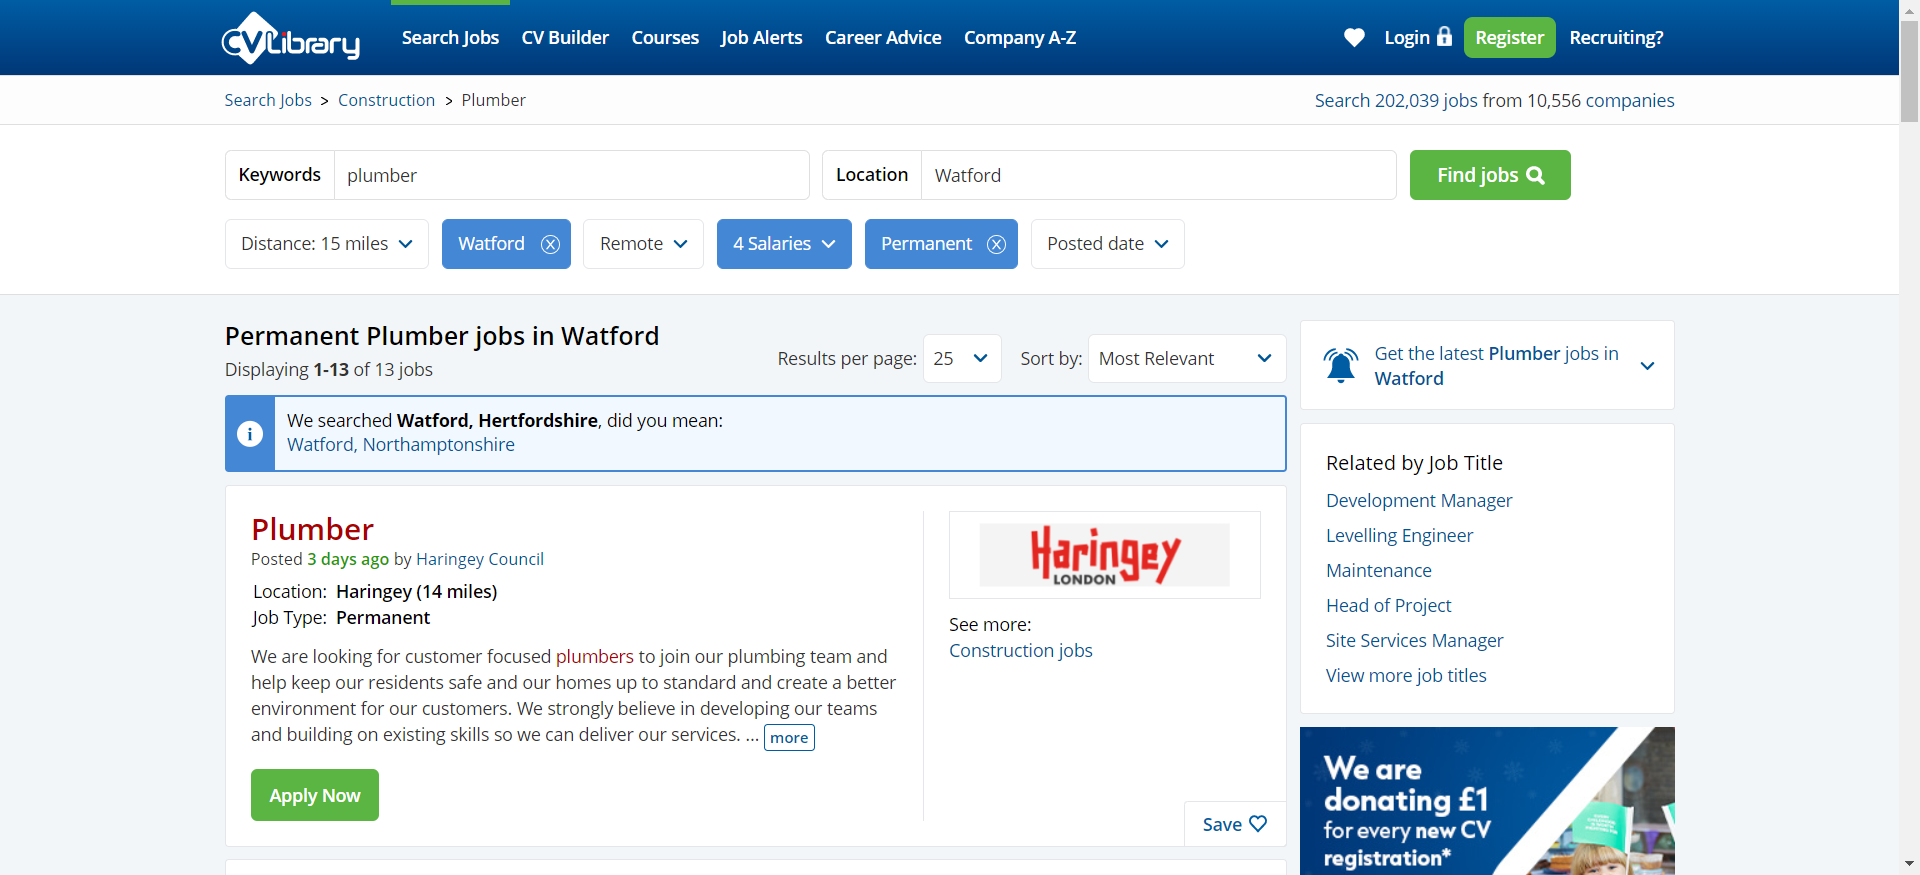 CVLibrary
Search Jobs CV Builder Courses Job Alerts Career Advice Company A-Z Login Register Recruiting?
Search Jobs > Construction > Plumber
Search 202,039 jobs from 10,556 companies
Keywords plumber Location Watford Find jobs
Distance: 15 miles Watford Remote 4 Salaries Permanent Posted date
Permanent Plumber jobs in Watford
Displaying 1-13 of 13 jobs
Results per page: 25 Sort by: Most Relevant
We searched Watford, Hertfordshire, did you mean:
Watford, Northamptonshire
Plumber
Posted 3 days ago by Haringey Council
Location: Haringey (14 miles)
Job Type: Permanent
We are looking for customer focused plumbers to join our plumbing team and
help keep our residents safe and our homes up to standard and create a better
environment for our customers. We strongly believe in developing our teams
and building on existing skills so we can deliver our services. ... more
Apply Now
Haringey
LONDON
See more:
Construction jobs
Save
Get the latest Plumber jobs in
Watford
Related by Job Title
Development Manager
Levelling Engineer
Maintenance
Head of Project
Site Services Manager
View more job titles
We are
donating £1
for every new CV
registration*